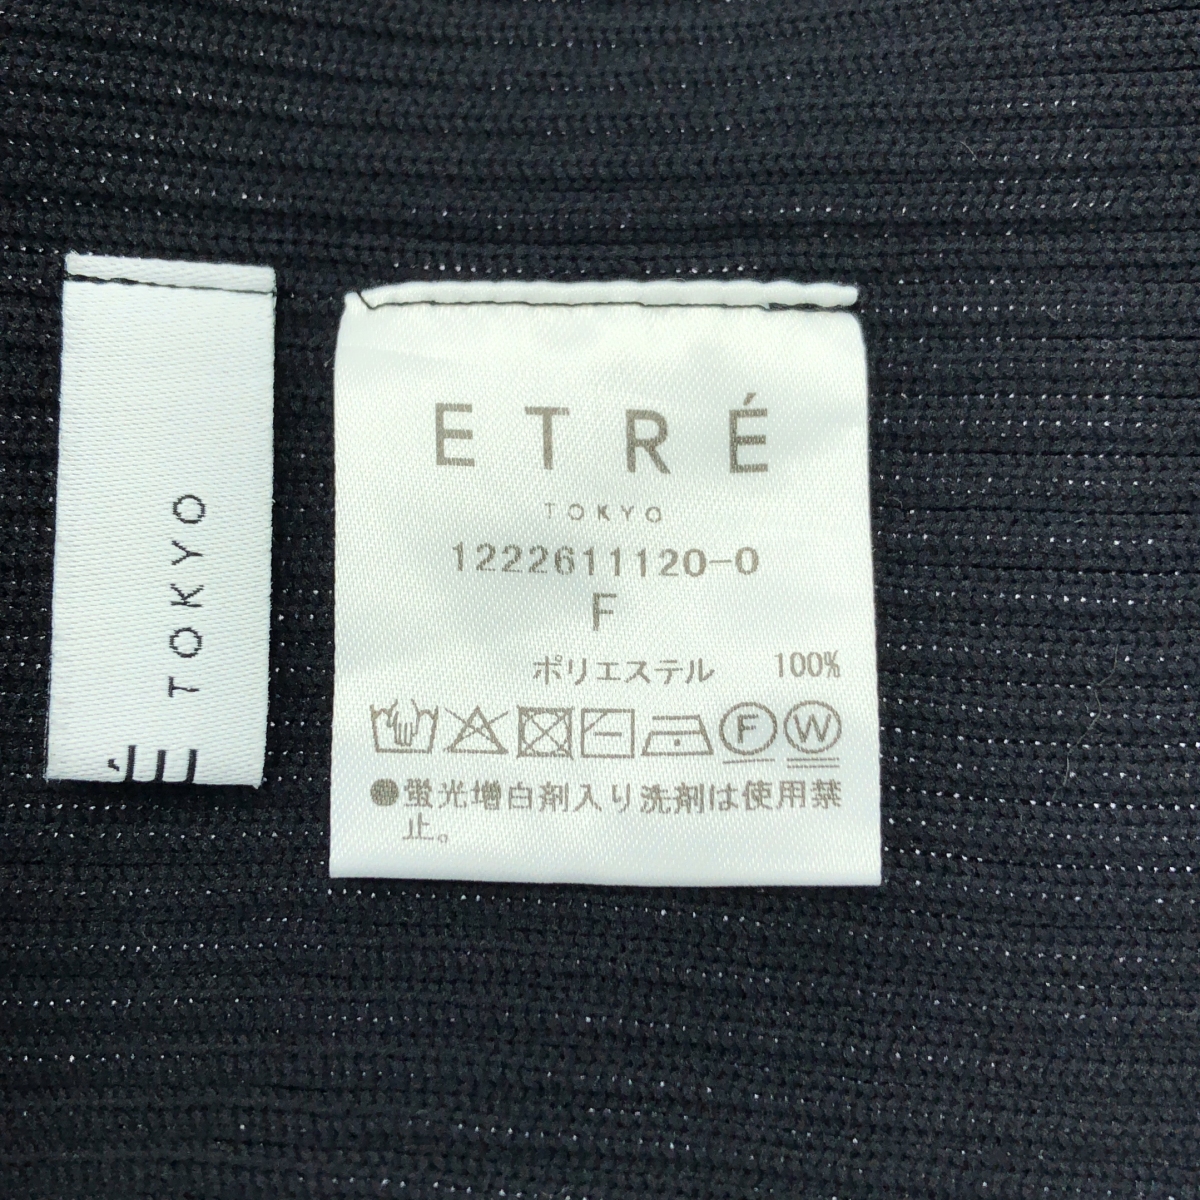 TOKYO
ETRÉ
TOKYO
1222611120-0
F
ポリエステル 100%
F W
●蛍光増白剤入り洗剤は使用禁
止。